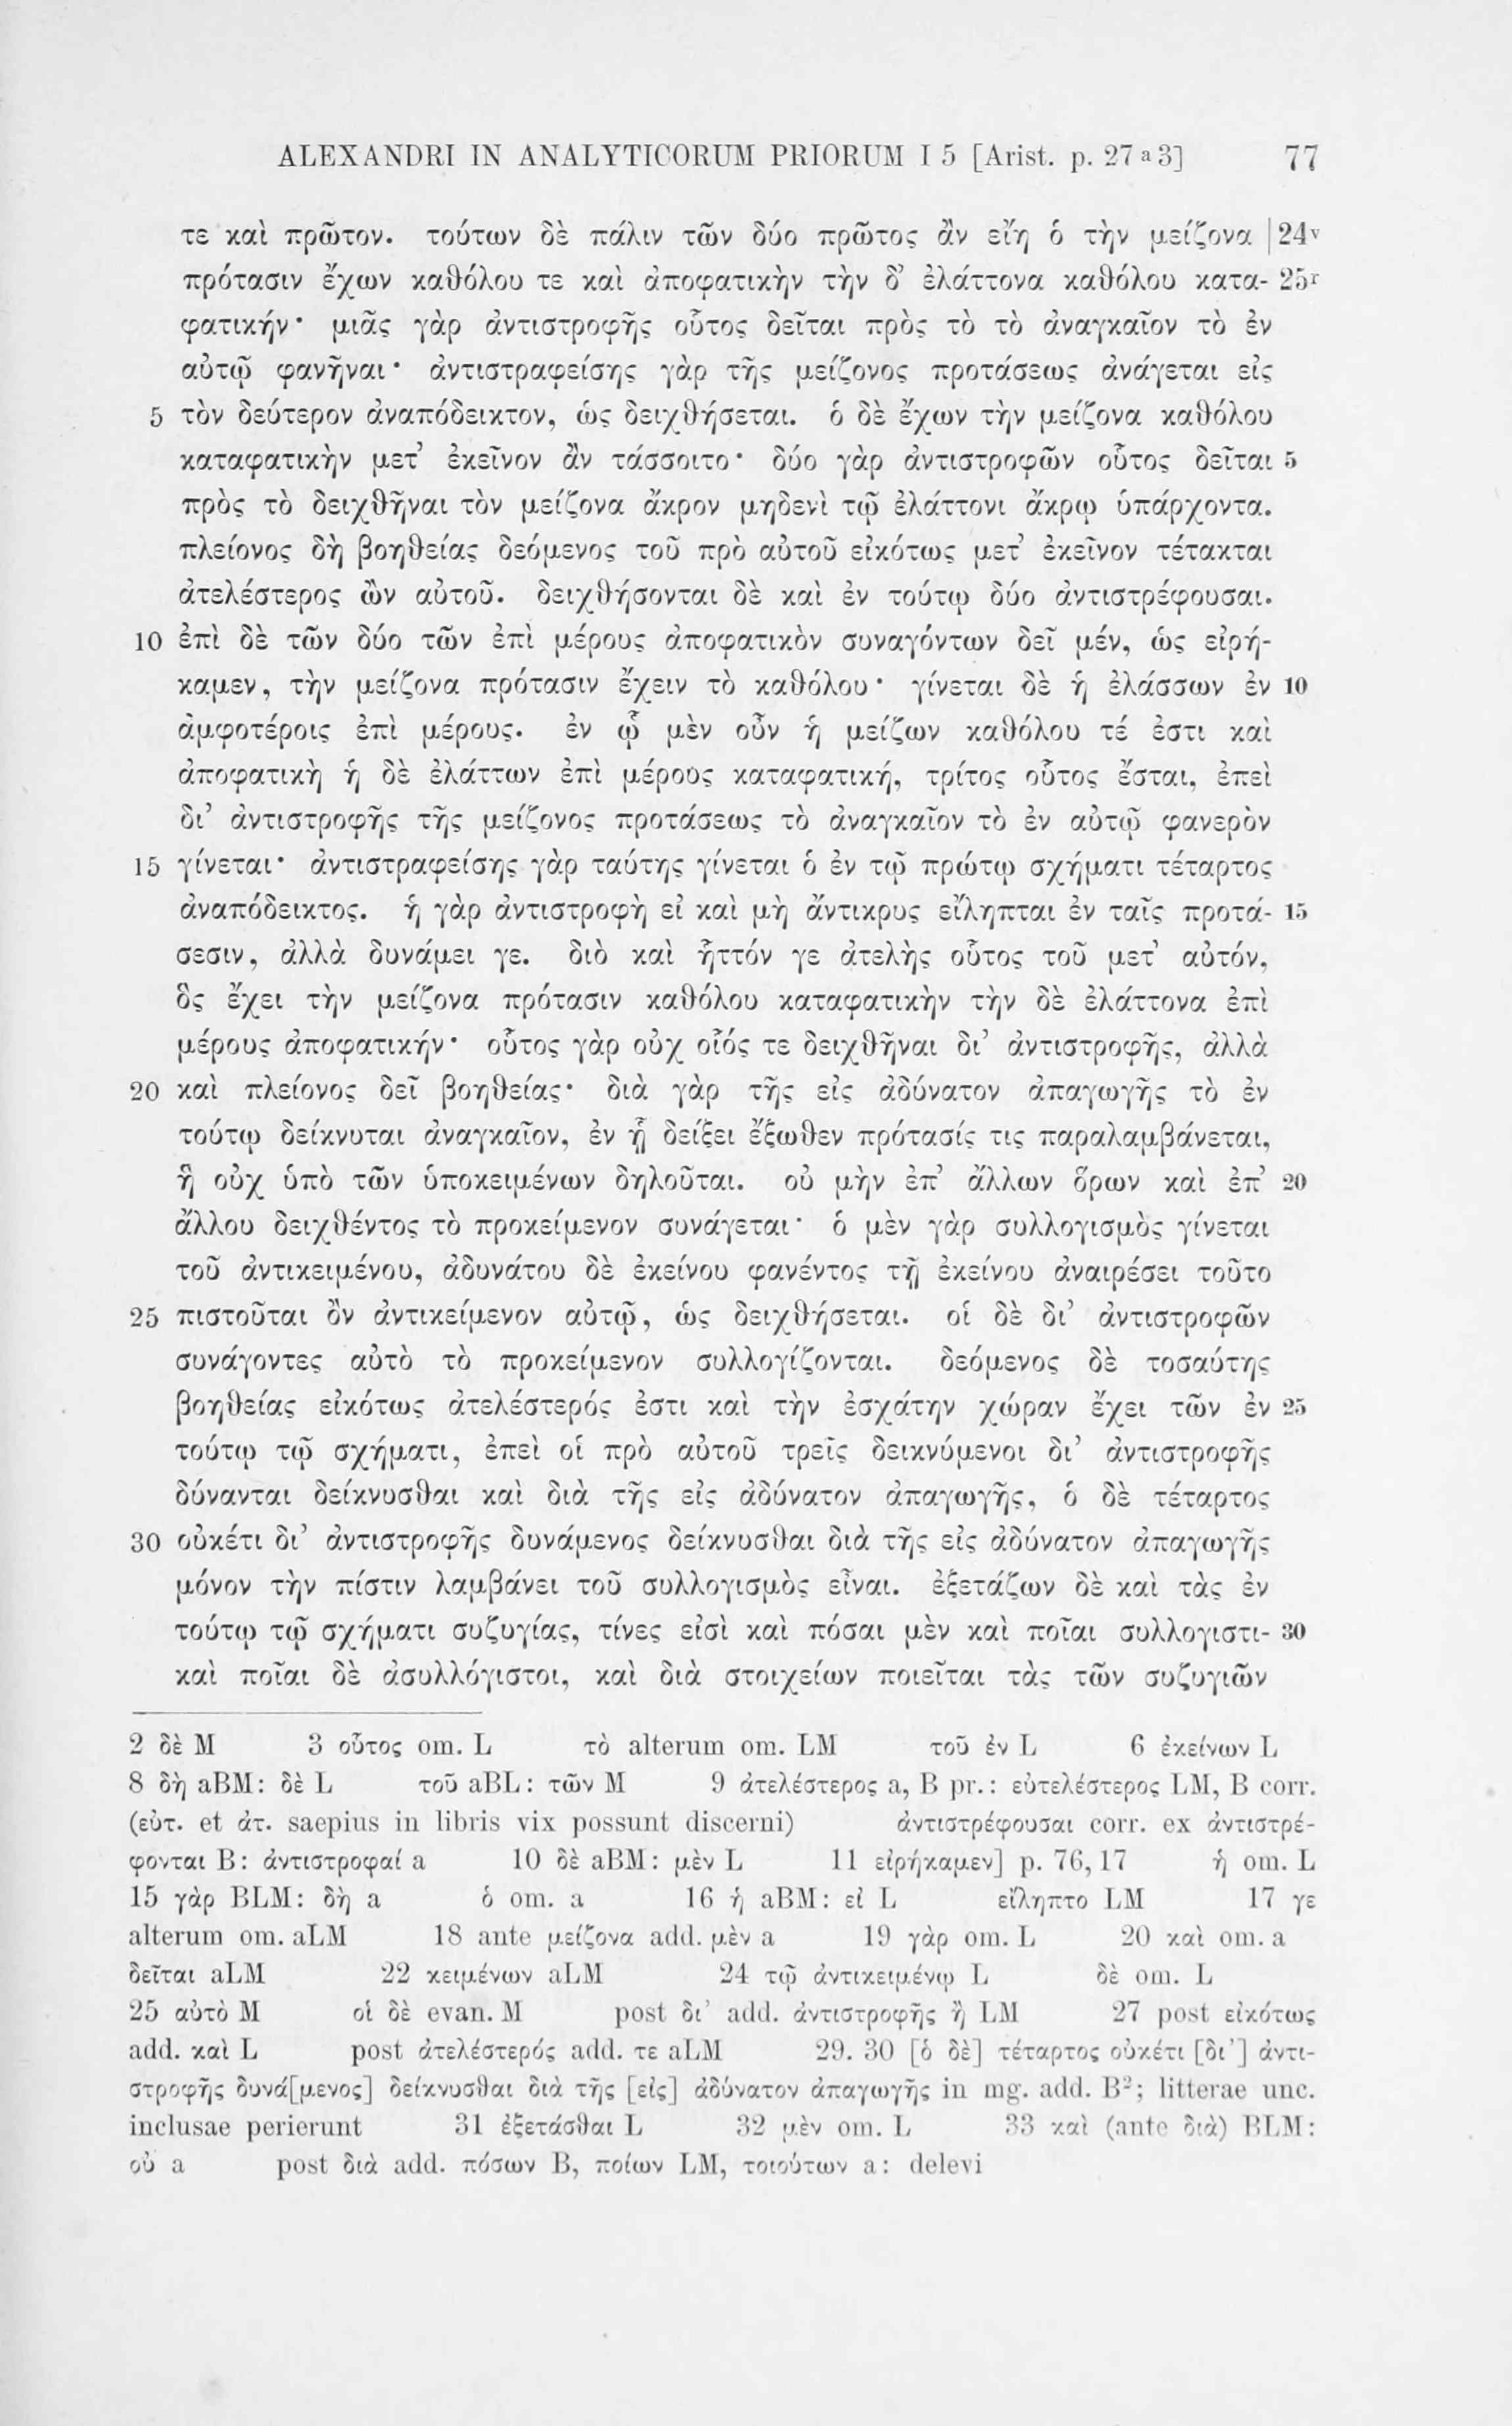 ALEXANDRI IN ANALYTICORUM PRIORUM I 5 [Arist. p. 27 a 3] 77
τε καὶ πρῶτον. τούτων δὲ πάλιν τῶν δύο πρῶτος ἂν εἴη ὁ τὴν μείζονα | 24v
πρότασιν ἔχων καθόλου τε καὶ ἀποφατικὴν τὴν δ’ ἐλάττονα καθόλου κατα- 25r
φατικήν· μιᾶς γὰρ ἀντιστροφῆς οὗτος δεῖται πρὸς τὸ τὸ ἀναγκαῖον τὸ ἐν
αὐτῷ φανῆναι· ἀντιστραφείσης γὰρ τῆς μείζονος προτάσεως ἀνάγεται εἰς
5 τὸν δεύτερον ἀναπόδεικτον, ὡς δειχθήσεται. ὁ δὲ ἔχων τὴν μείζονα καθόλου
καταφατικὴν μετ’ ἐκεῖνον ἂν τάσσοιτο· δύο γὰρ ἀντιστροφῶν οὗτος δεῖται 5
πρὸς τὸ δειχθῆναι τὸν μείζονα ἄκρον μηδενὶ τῷ ἐλάττονι ἄκρῳ ὑπάρχοντα.
πλείονος δὴ βοηθείας δεόμενος τοῦ πρὸ αὐτοῦ εἰκότως μετ’ ἐκεῖνον τέτακται
ἀτελέστερος ὢν αὐτοῦ. δειχθήσονται δὲ καὶ ἐν τούτῳ δύο ἀντιστρέφουσαι.
10 ἐπὶ δὲ τῶν δύο τῶν ἐπὶ μέρους ἀποφατικὸν συναγόντων δεῖ μέν, ὡς εἰρή-
καμεν, τὴν μείζονα πρότασιν ἔχειν τὸ καθόλου· γίνεται δὲ ἡ ἐλάσσων ἐν 10
ἀμφοτέροις ἐπὶ μέρους. ἐν ᾧ μὲν οὖν ἡ μείζων καθόλου τέ ἐστι καὶ
ἀποφατικὴ ἡ δὲ ἐλάττων ἐπὶ μέρους καταφατική, τρίτος οὗτος ἔσται, ἐπεὶ
δι’ ἀντιστροφῆς τῆς μείζονος προτάσεως τὸ ἀναγκαῖον τὸ ἐν αὐτῷ φανερὸν
15 γίνεται· ἀντιστραφείσης γὰρ ταύτης γίνεται ὁ ἐν τῷ πρώτῳ σχήματι τέταρτος
ἀναπόδεικτος. ἡ γὰρ ἀντιστροφὴ εἰ καὶ μὴ ἄντικρυς εἴληπται ἐν ταῖς προτά- 15
σεσιν, ἀλλὰ δυνάμει γε. διὸ καὶ ἧττόν γε ἀτελὴς οὗτος τοῦ μετ’ αὐτόν,
ὃς ἔχει τὴν μείζονα πρότασιν καθόλου καταφατικὴν τὴν δὲ ἐλάττονα ἐπὶ
μέρους ἀποφατικήν· οὗτος γὰρ οὐχ οἷός τε δειχθῆναι δι’ ἀντιστροφῆς, ἀλλὰ
20 καὶ πλείονος δεῖ βοηθείας· διὰ γὰρ τῆς εἰς ἀδύνατον ἀπαγωγῆς τὸ ἐν
τούτῳ δείκνυται ἀναγκαῖον, ἐν ᾗ δείξει ἔξωθεν πρότασίς τις παραλαμβάνεται,
ἣ οὐχ ὑπὸ τῶν ὑποκειμένων δηλοῦται. οὐ μὴν ἐπ’ ἄλλων ὅρων καὶ ἐπ’ 20
ἄλλου δειχθέντος τὸ προκείμενον συνάγεται· ὁ μὲν γὰρ συλλογισμὸς γίνεται
τοῦ ἀντικειμένου, ἀδυνάτου δὲ ἐκείνου φανέντος τῇ ἐκείνου ἀναιρέσει τοῦτο
25 πιστοῦται ὂν ἀντικείμενον αὐτῷ, ὡς δειχθήσεται. οἱ δὲ δι’ ἀντιστροφῶν
συνάγοντες αὐτὸ τὸ προκείμενον συλλογίζονται. δεόμενος δὲ τοσαύτης
βοηθείας εἰκότως ἀτελέστερός ἐστι καὶ τὴν ἐσχάτην χώραν ἔχει τῶν ἐν 25
τούτῳ τῷ σχήματι, ἐπεὶ οἱ πρὸ αὐτοῦ τρεῖς δεικνύμενοι δι’ ἀντιστροφῆς
δύνανται δείκνυσθαι καὶ διὰ τῆς εἰς ἀδύνατον ἀπαγωγῆς, ὁ δὲ τέταρτος
30 οὐκέτι δι’ ἀντιστροφῆς δυνάμενος δείκνυσθαι διὰ τῆς εἰς ἀδύνατον ἀπαγωγῆς
μόνον τὴν πίστιν λαμβάνει τοῦ συλλογισμὸς εἶναι. ἐξετάζων δὲ καὶ τὰς ἐν
τούτῳ τῷ σχήματι συζυγίας, τίνες εἰσὶ καὶ πόσαι μὲν καὶ ποῖαι συλλογιστι- 30
καὶ ποῖαι δὲ ἀσυλλόγιστοι, καὶ διὰ στοιχείων ποιεῖται τὰς τῶν συζυγιῶν
2 δὲ M 3 οὗτος om. L τὸ alterum om. LM τοῦ ἐν L 6 ἐκείνων L
8 δὴ aBM: δὲ L τοῦ aBL: τῶν M 9 ἀτελέστερος a, B pr.: εὐτελέστερος LM, B corr.
(εὐτ. et ἀτ. saepius in libris vix possunt discerni) ἀντιστρέφουσαι corr. ex ἀντιστρέ-
φονται B: ἀντιστροφαί a 10 δὲ aBM: μὲν L 11 εἰρήκαμεν] p. 76,17 ἡ om. L
15 γὰρ BLM: δὴ a ὁ om. a 16 ἡ aBM: εἰ L εἴληπτο LM 17 γε
alterum om. aLM 18 ante μείζονα add. μὲν a 19 γὰρ om. L 20 καὶ om. a
δεῖται aLM 22 κειμένων aLM 24 τῷ ἀντικειμένῳ L δὲ om. L
25 αὐτὸ M οἱ δὲ evan. M post δι’ add. ἀντιστροφῆς ἢ LM 27 post εἰκότως
add. καὶ L post ἀτελέστερός add. τε aLM 29. 30 [ὁ δὲ] τέταρτος οὐκέτι [δι’] ἀντι-
στροφῆς δυνά[μενος] δείκνυσθαι διὰ τῆς [εἰς] ἀδύνατον ἀπαγωγῆς in mg. add. B²; litterae unc.
inclusae perierunt 31 ἐξετάσθαι L 32 μὲν om. L 33 καὶ (ante διὰ) BLM:
οὐ a post διὰ add. πόσων B, ποίων LM, τοιούτων a: delevi